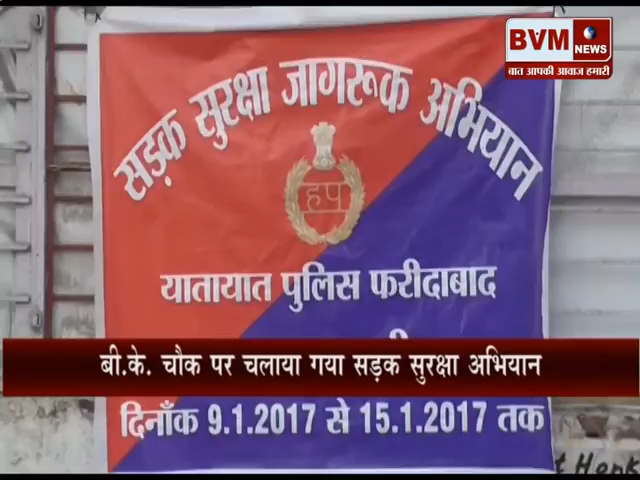 BVM NEWS
बात आपकी आवाज हमारी
सड़क सुरक्षा जागरूक अभियान
ह प
यातायात पुलिस फरीदाबाद
बी.के. चौक पर चलाया गया सड़क सुरक्षा अभियान
दिनाँक 9.1.2017 से 15.1.2017 तक